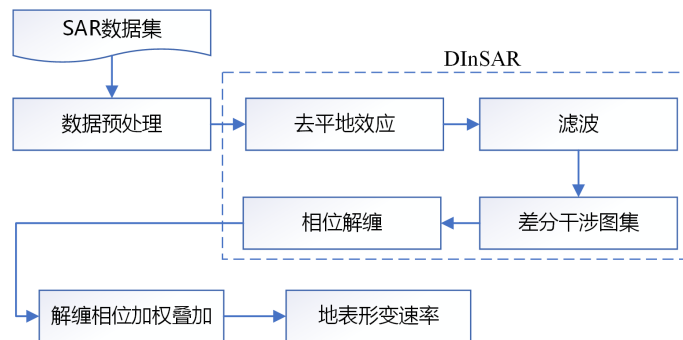 SAR数据集
DInSAR
数据预处理
去平地效应
滤波
相位解缠
差分干涉图集
解缠相位加权叠加
地表形变速率